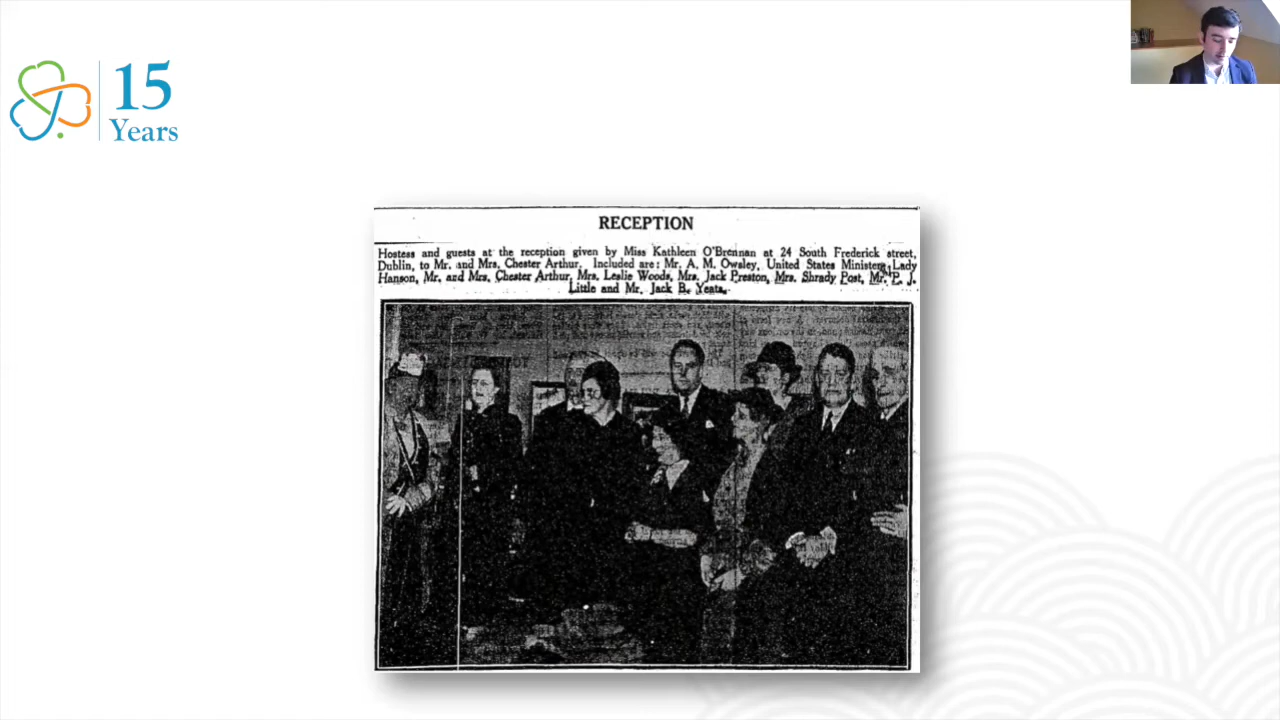 15
Years
RECEPTION
Hostess and guests at the reception given by Miss Kathleen O'Brennan at 24 South Frederick street,
Dublin, to Mr. and Mrs. Chester Arthur. Included are: Mr. A. M. Owsley, United States Minister, Lady
Hanson, Mr. and Mrs. Chester Arthur, Mrs. Leslie Woods, Mrs. Jack Preston, Mrs. Shrady Post, Mr. P. J.
Little and Mr. Jack B. Yeats.